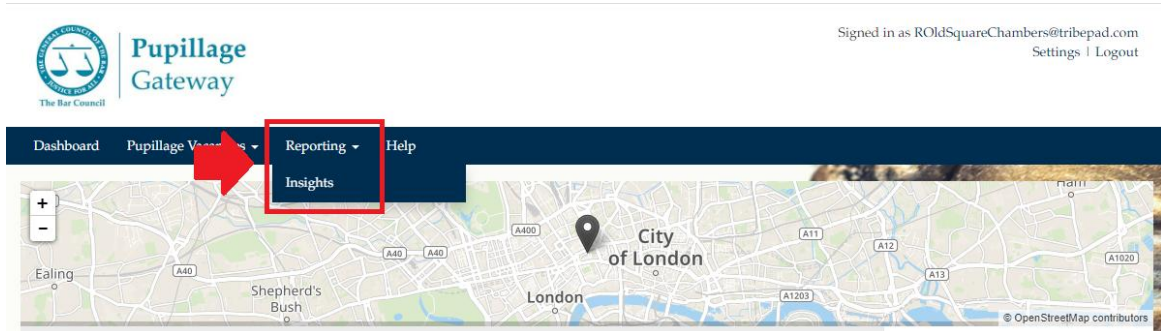 THE GENERAL COUNCIL OF THE BAR
JUSTICE FOR ALL
The Bar Council
Pupillage
Gateway
Signed in as ROldSquareChambers@tribepad.com
Settings | Logout
Dashboard
Pupillage
Reporting
Help
Insights
+
-
Ealing
A40
Shepherd's
Bush
A40
A40
A400
London
City
of London
A11
A12
A1203
A13
A1020
© OpenStreetMap contributors